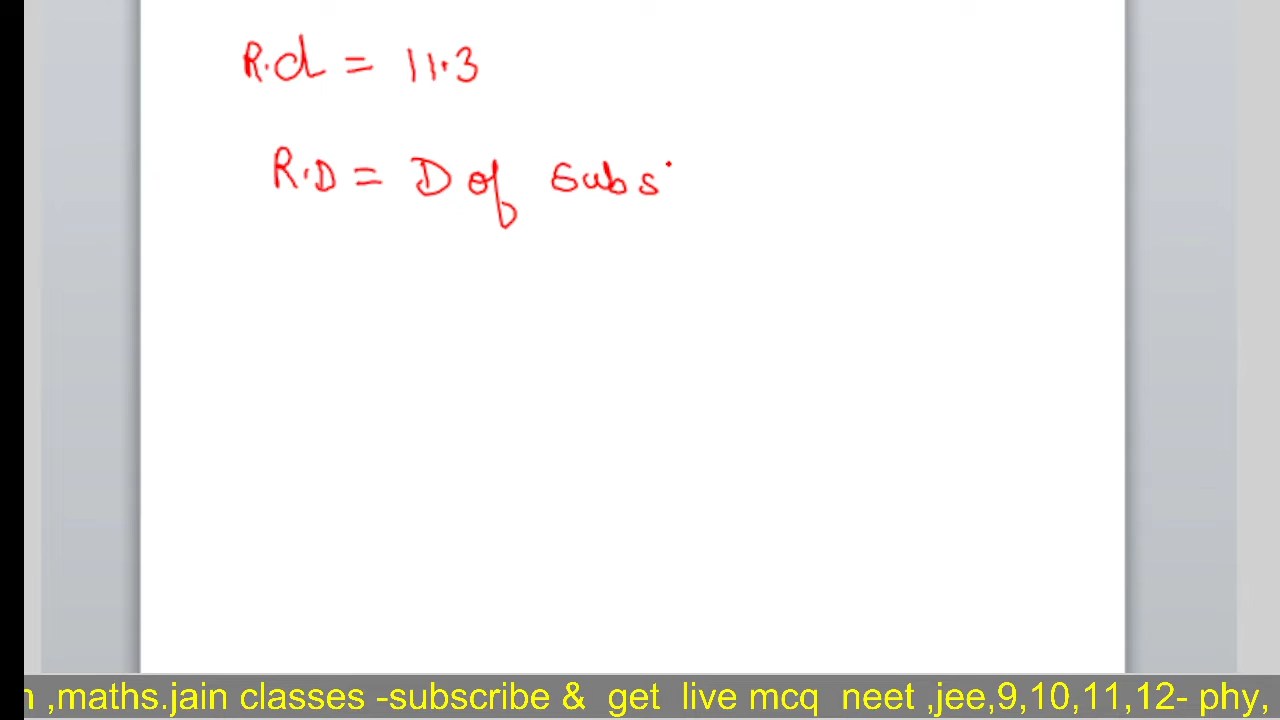 R.d = 11.3
R.D = D of Subs
n ,maths.jain classes -subscribe & get live mcq neet ,jee,9,10,11,12- phy,